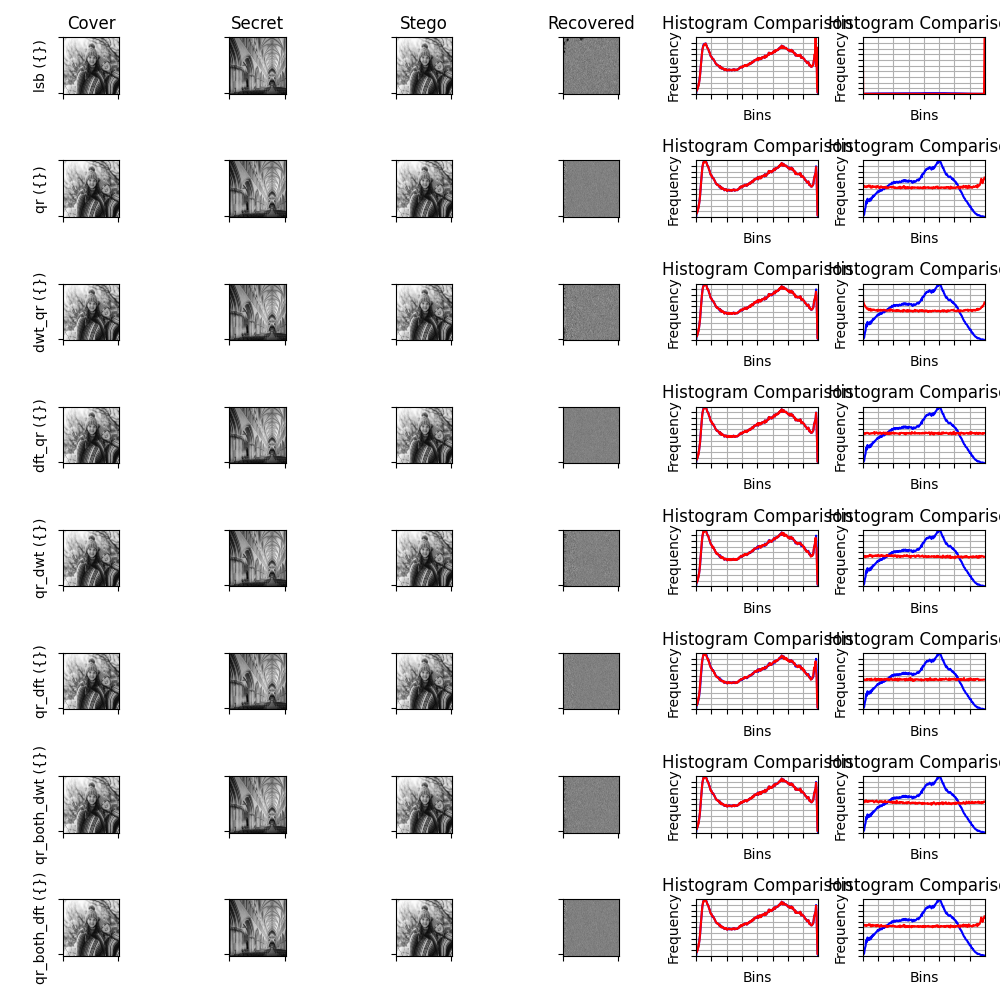 Cover Secret Stego Recovered Histogram Comparison Histogram Comparis
lsb ({}) Frequency Bins Frequency Bins
Histogram Comparison Histogram Comparis
qr ({}) Frequency Bins Frequency Bins
Histogram Comparison Histogram Comparis
dwt_qr ({}) Frequency Bins Frequency Bins
Histogram Comparison Histogram Comparis
dft_qr ({}) Frequency Bins Frequency Bins
Histogram Comparison Histogram Comparis
qr_dwt ({}) Frequency Bins Frequency Bins
Histogram Comparison Histogram Comparis
qr_dft ({}) Frequency Bins Frequency Bins
Histogram Comparison Histogram Comparis
qr_both_dwt ({}) Frequency Bins Frequency Bins
Histogram Comparison Histogram Comparis
qr_both_dft ({}) Frequency Bins Frequency Bins